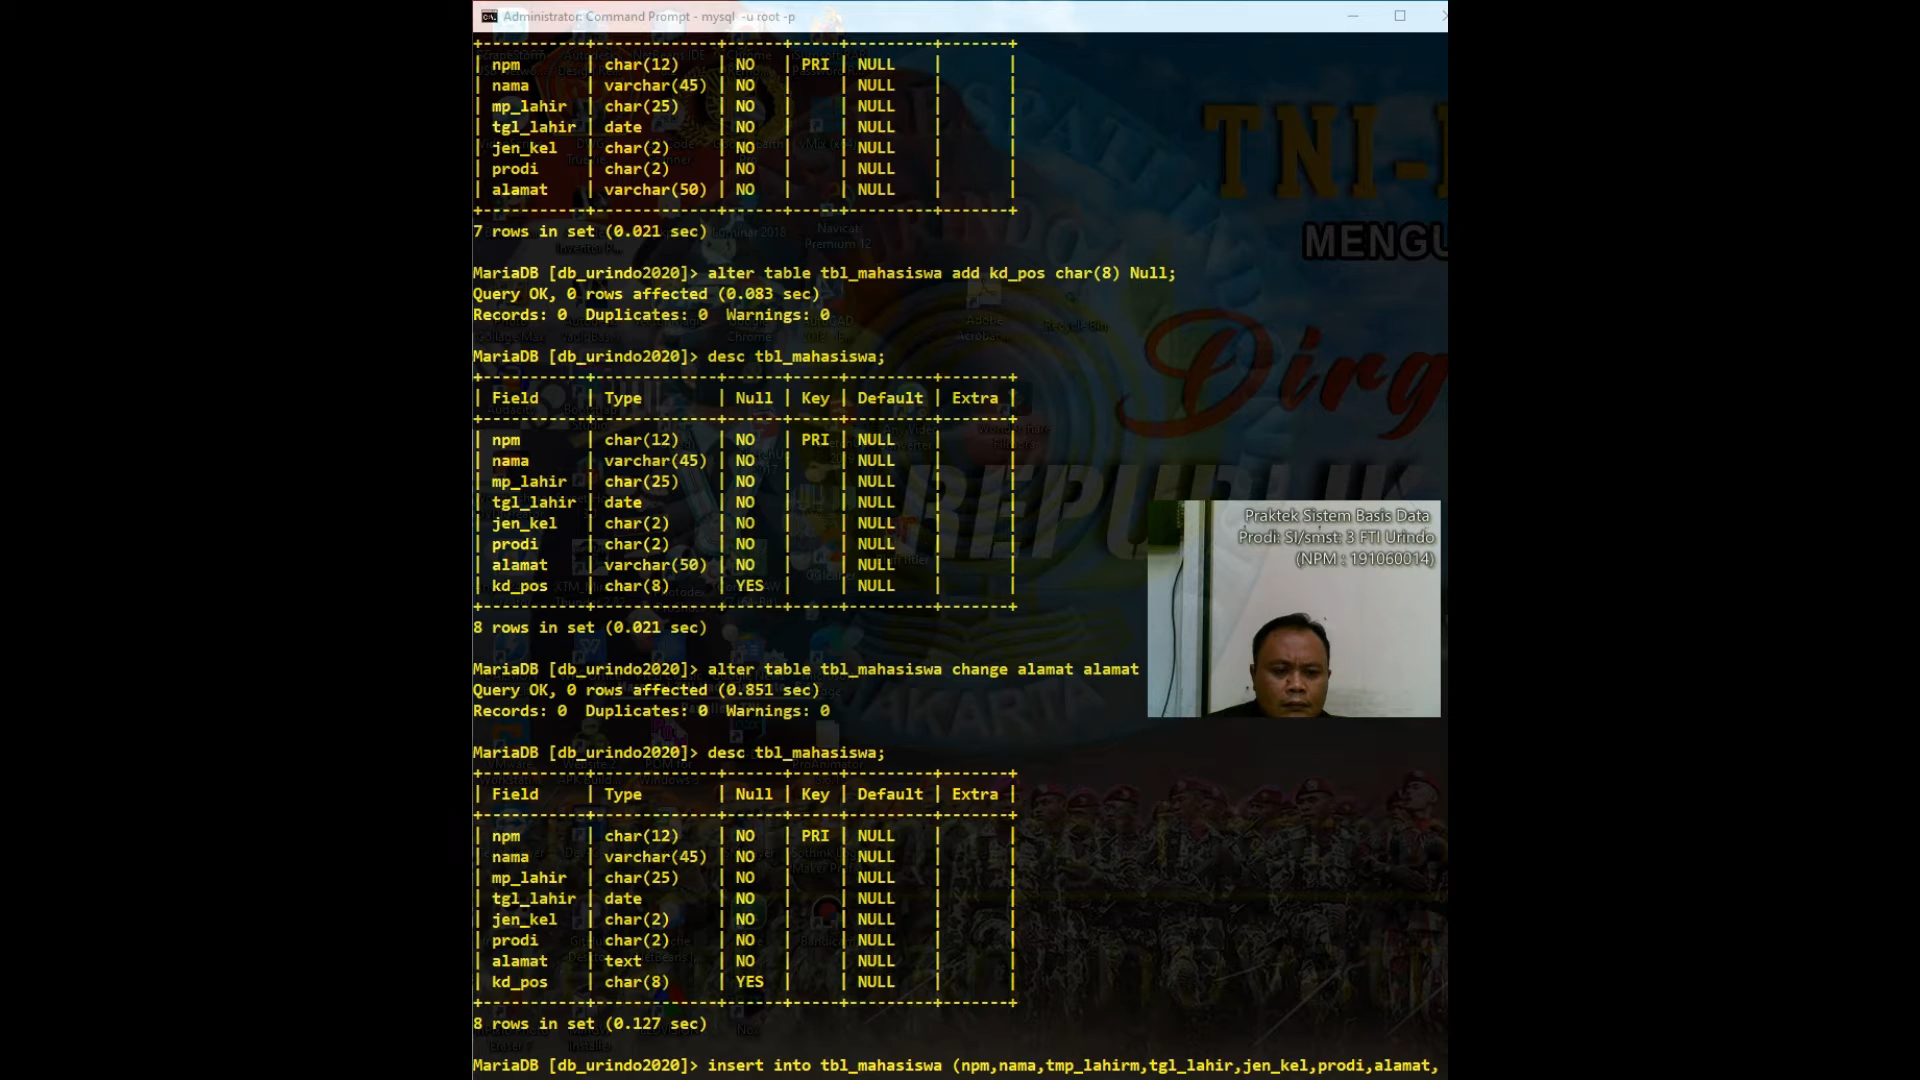 Administrator: Command Prompt - mysql -u root -p
+-----------+-------------+------+-----+---------+-------+
| npm | char(12) | NO | PRI | NULL | |
| nama | varchar(45) | NO | | NULL | |
| mp_lahir | char(25) | NO | | NULL | |
| tgl_lahir | date | NO | | NULL | |
| jen_kel | char(2) | NO | | NULL | |
| prodi | char(2) | NO | | NULL | |
| alamat | varchar(50) | NO | | NULL | |
+-----------+-------------+------+-----+---------+-------+
7 rows in set (0.021 sec)
MariaDB [db_urindo2020]> alter table tbl_mahasiswa add kd_pos char(8) Null;
Query OK, 0 rows affected (0.083 sec)
Records: 0 Duplicates: 0 Warnings: 0
MariaDB [db_urindo2020]> desc tbl_mahasiswa;
+-----------+-------------+------+-----+---------+-------+
| Field | Type | Null | Key | Default | Extra |
+-----------+-------------+------+-----+---------+-------+
| npm | char(12) | NO | PRI | NULL | |
| nama | varchar(45) | NO | | NULL | |
| mp_lahir | char(25) | NO | | NULL | |
| tgl_lahir | date | NO | | NULL | |
| jen_kel | char(2) | NO | | NULL | |
| prodi | char(2) | NO | | NULL | |
| alamat | varchar(50) | NO | | NULL | |
| kd_pos | char(8) | YES | | NULL | |
+-----------+-------------+------+-----+---------+-------+
8 rows in set (0.021 sec)
MariaDB [db_urindo2020]> alter table tbl_mahasiswa change alamat alamat
Query OK, 0 rows affected (0.851 sec)
Records: 0 Duplicates: 0 Warnings: 0
MariaDB [db_urindo2020]> desc tbl_mahasiswa;
+-----------+-------------+------+-----+---------+-------+
| Field | Type | Null | Key | Default | Extra |
+-----------+-------------+------+-----+---------+-------+
| npm | char(12) | NO | PRI | NULL | |
| nama | varchar(45) | NO | | NULL | |
| mp_lahir | char(25) | NO | | NULL | |
| tgl_lahir | date | NO | | NULL | |
| jen_kel | char(2) | NO | | NULL | |
| prodi | char(2) | NO | | NULL | |
| alamat | text | NO | | NULL | |
| kd_pos | char(8) | YES | | NULL | |
+-----------+-------------+------+-----+---------+-------+
8 rows in set (0.127 sec)
MariaDB [db_urindo2020]> insert into tbl_mahasiswa (npm,nama,tmp_lahirm,tgl_lahir,jen_kel,prodi,alamat,
TNI-
MENGU
Dirg
REPUBLIK
Praktek Sistem Basis Data
Prodi: SI/smst: 3 FTI Urindo
(NPM : 191060014)
Navicat
Premium 12
Recycle Bin